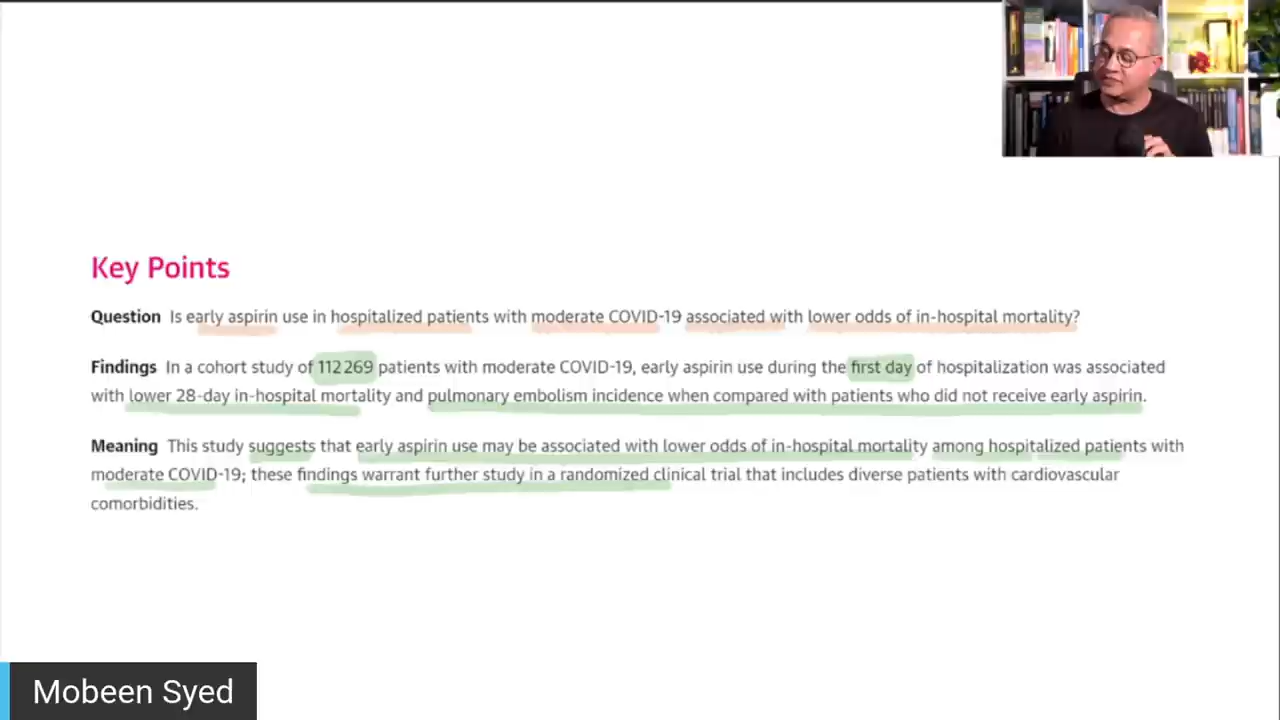 Key Points
Question Is early aspirin use in hospitalized patients with moderate COVID-19 associated with lower odds of in-hospital mortality?
Findings In a cohort study of 112 269 patients with moderate COVID-19, early aspirin use during the first day of hospitalization was associated
with lower 28-day in-hospital mortality and pulmonary embolism incidence when compared with patients who did not receive early aspirin.
Meaning This study suggests that early aspirin use may be associated with lower odds of in-hospital mortality among hospitalized patients with
moderate COVID-19; these findings warrant further study in a randomized clinical trial that includes diverse patients with cardiovascular
comorbidities.
Mobeen Syed